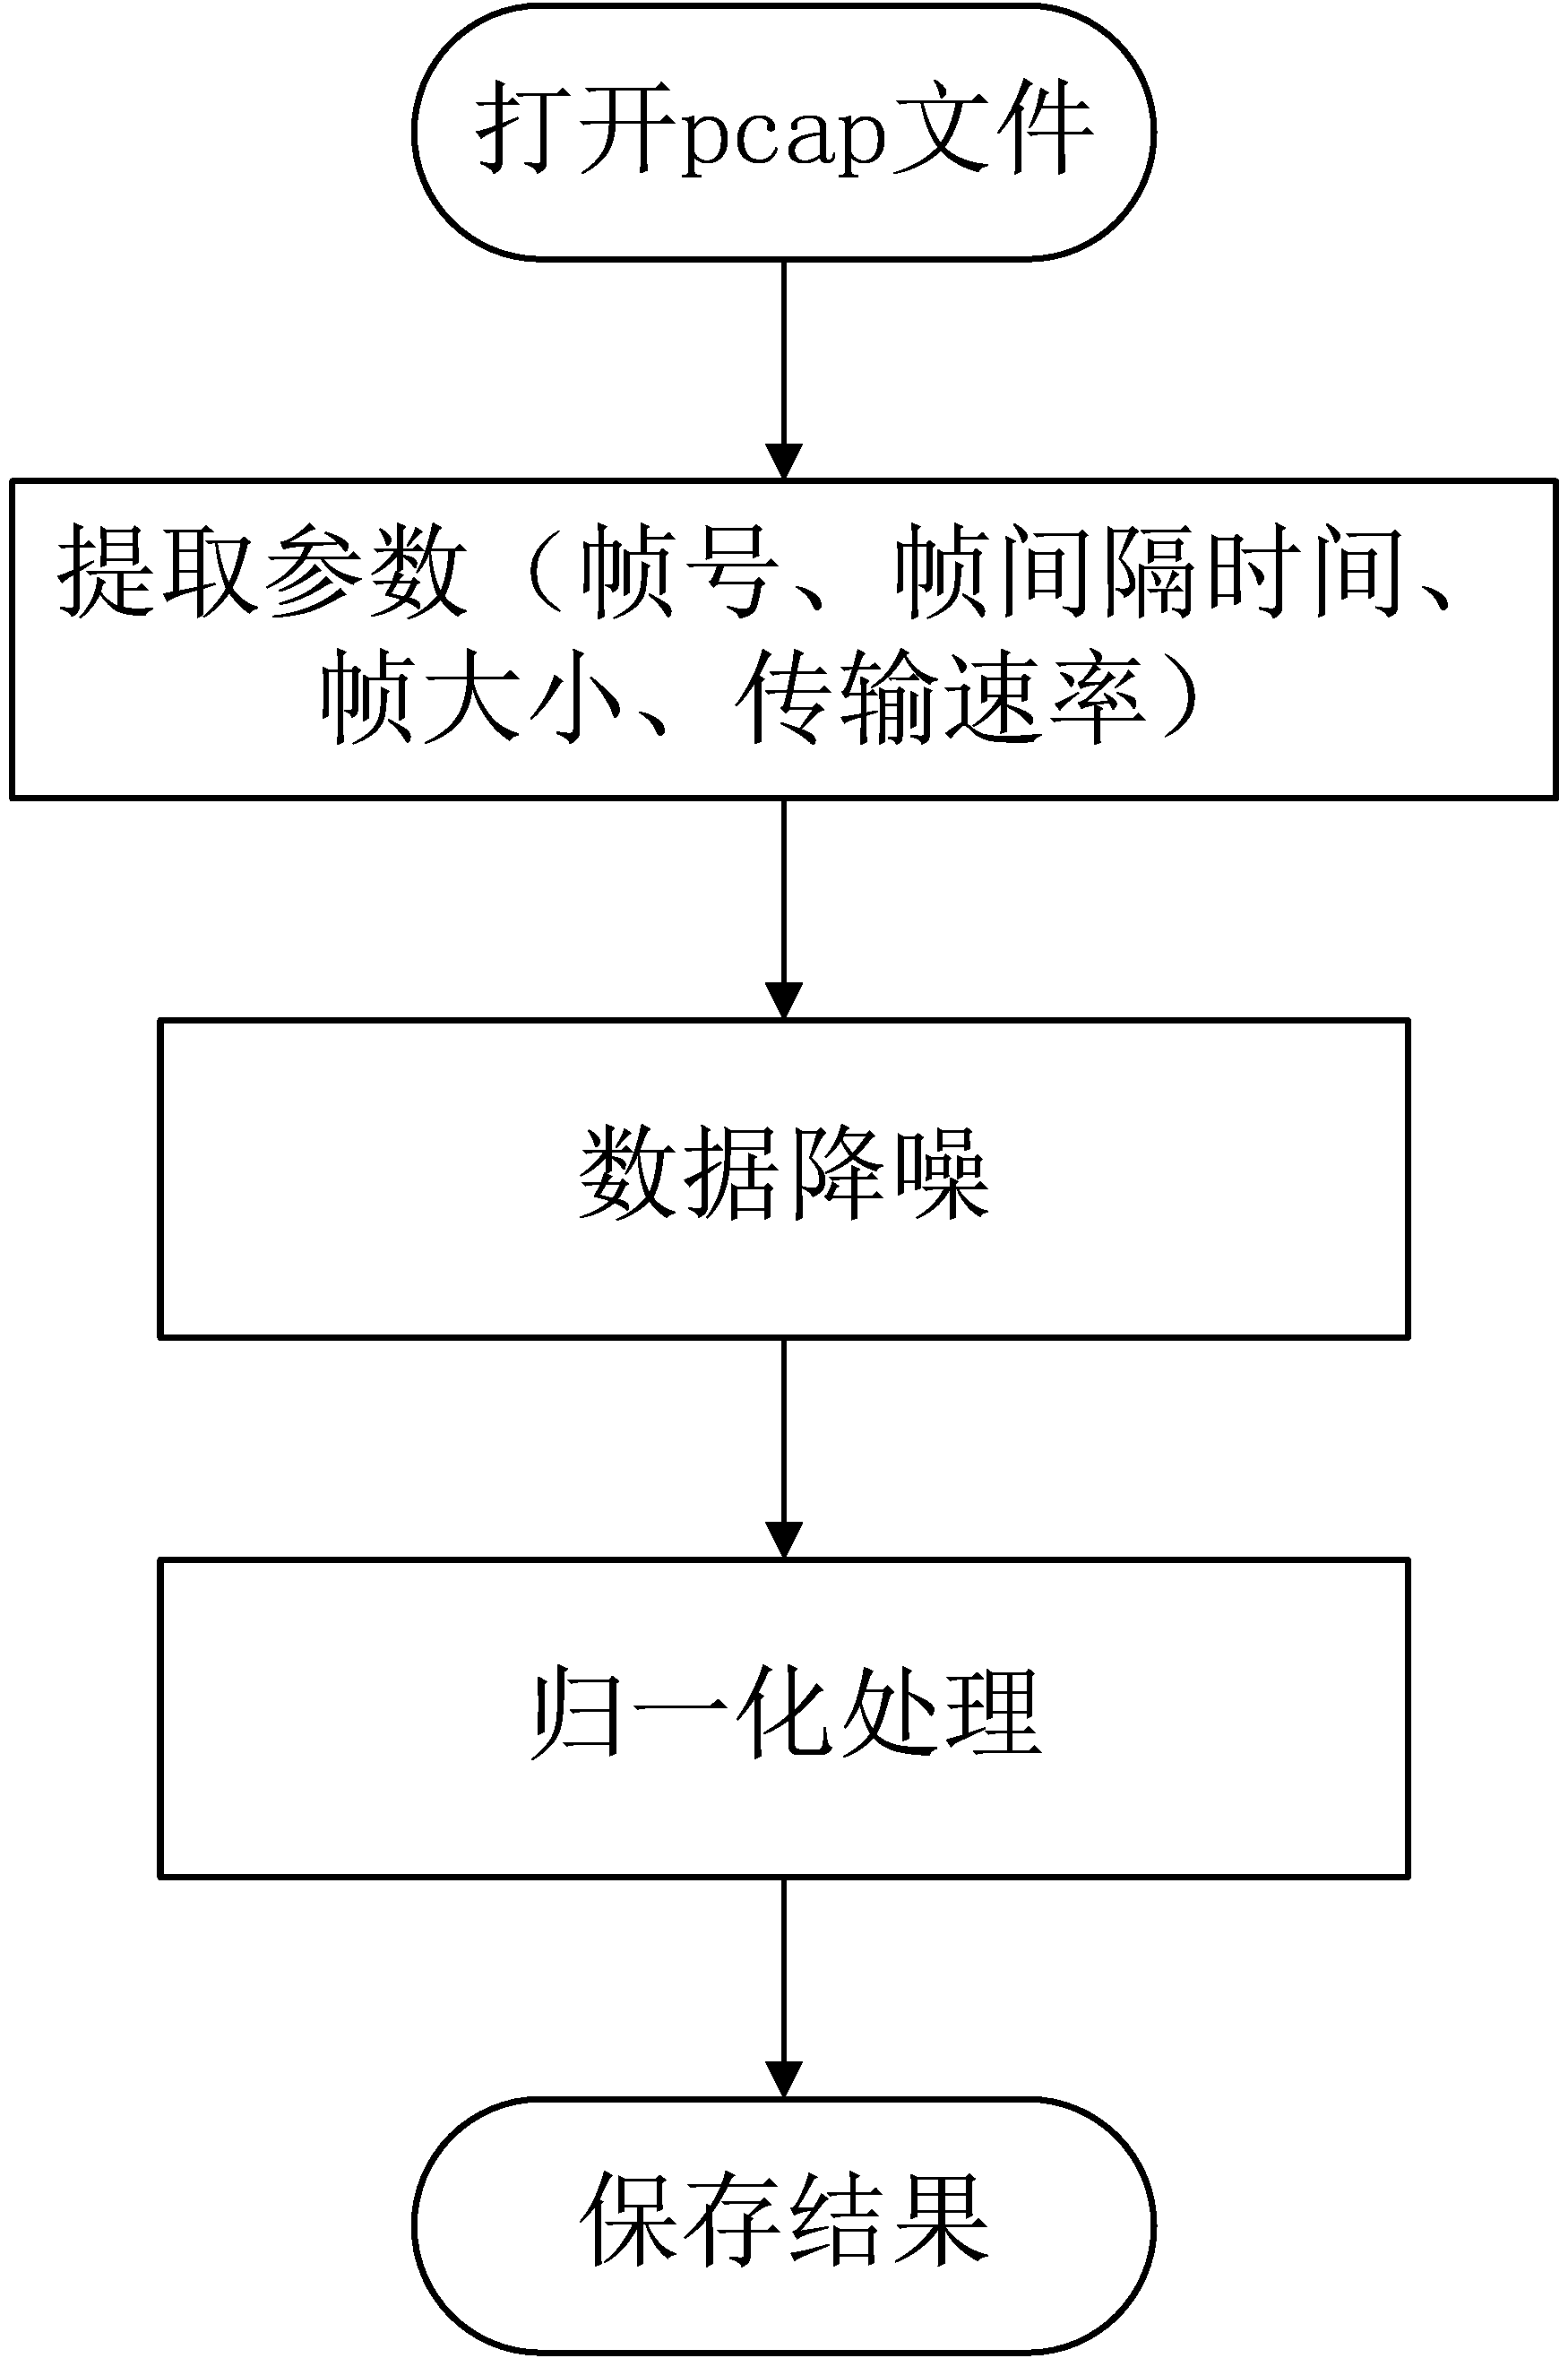 打开pcap文件
提取参数（帧号、帧间隔时间、
帧大小、传输速率）
数据降噪
归一化处理
保存结果